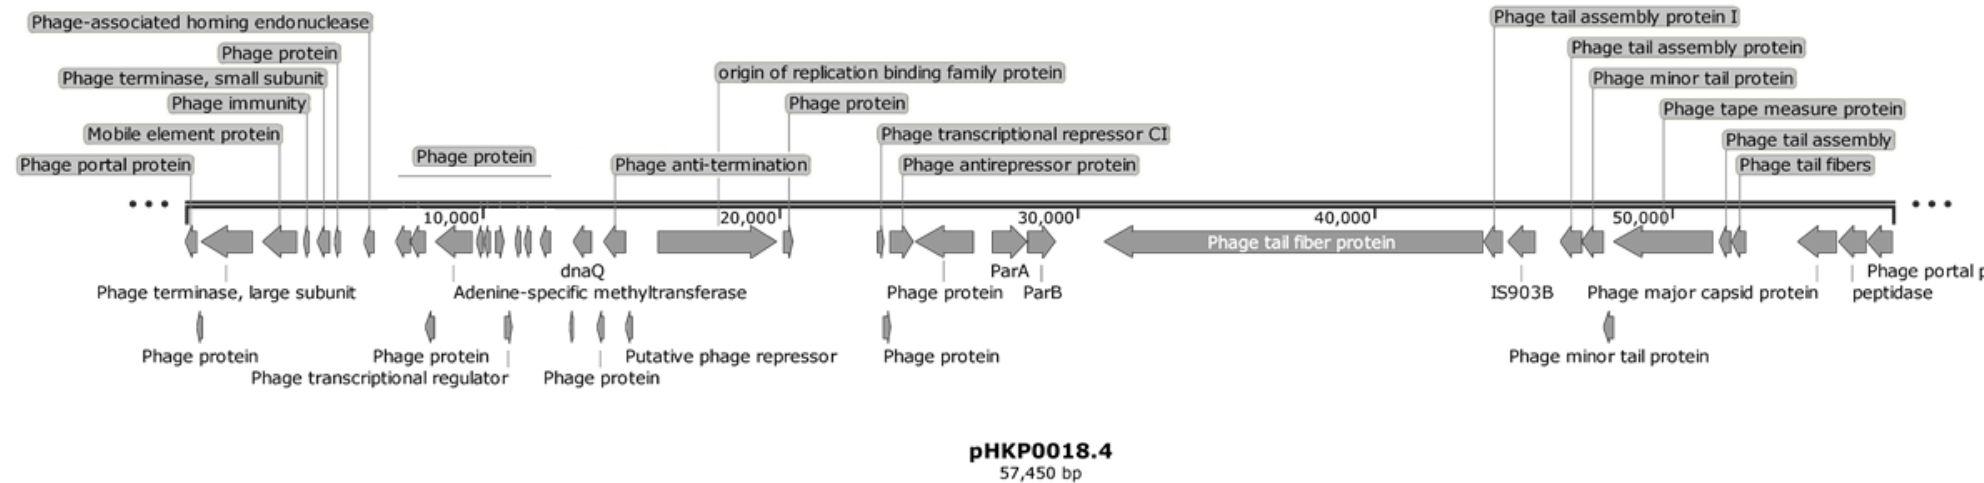 Phage-associated homing endonuclease
Phage protein
Phage terminase, small subunit
Phage immunity
Mobile element protein
Phage portal protein
Phage protein
origin of replication binding family protein
Phage protein
Phage transcriptional repressor CI
Phage anti-termination
Phage antirepressor protein
Phage tail assembly protein I
Phage tail assembly protein
Phage minor tail protein
Phage tape measure protein
Phage tail assembly
Phage tail fibers
10,000
20,000
30,000
40,000
50,000
Phage tail fiber protein
dnaQ
ParA
Phage portal p
Phage terminase, large subunit
Adenine-specific methyltransferase
Phage protein
ParB
IS903B
Phage major capsid protein
peptidase
Phage protein
Phage protein
Putative phage repressor
Phage protein
Phage minor tail protein
Phage transcriptional regulator
Phage protein
pHKP0018.4
57,450 bp